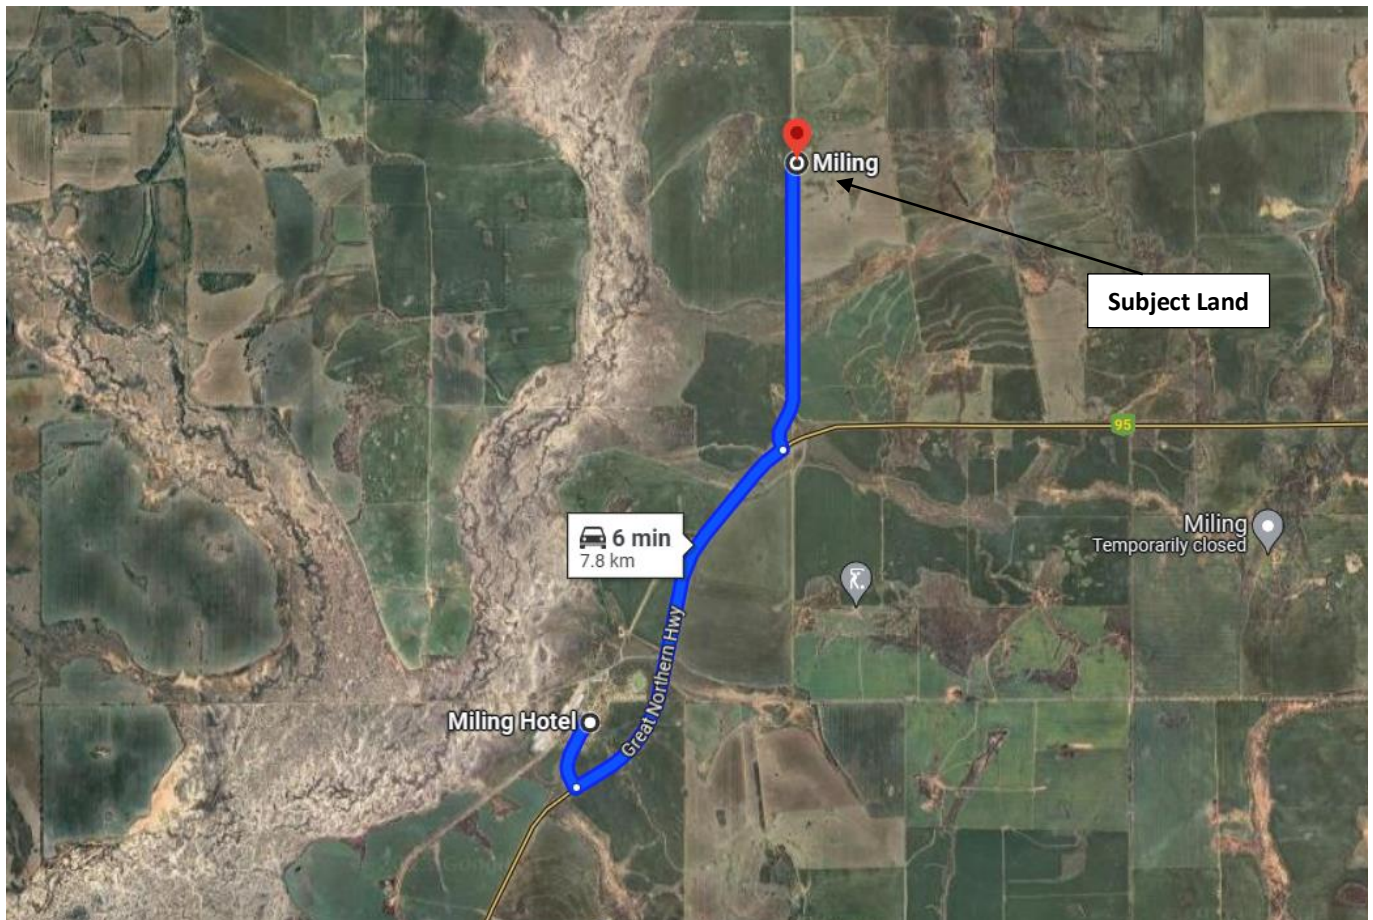 Miling
Subject Land
95
Miling
Temporarily closed
6 min
7.8 km
Great Northern Hwy
Miling Hotel